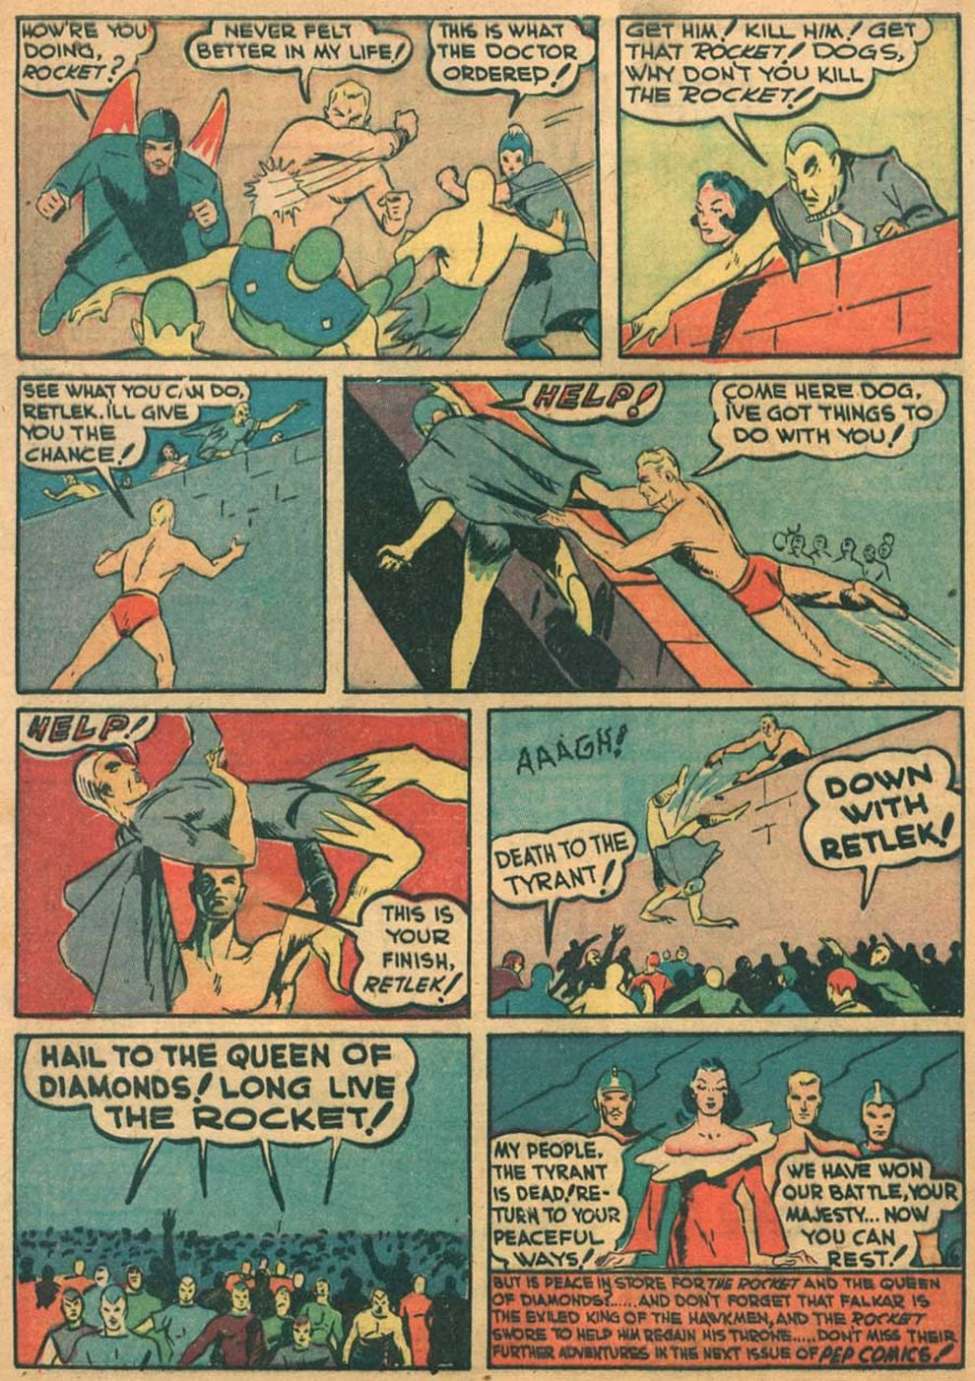 HOW'RE YOU
DOING,
ROCKET?
NEVER FELT
BETTER IN MY LIFE!
THIS IS WHAT
THE DOCTOR
ORDERED!
GET HIM! KILL HIM! GET
THAT ROCKET! DOGS,
WHY DON'T YOU KILL
THE ROCKET!
SEE WHAT YOU CAN DO,
RETLEK. I'LL GIVE
YOU THE
CHANCE!
HELP!
COME HERE DOG,
I'VE GOT THINGS TO
DO WITH YOU!
HELP!
THIS IS
YOUR
FINISH,
RETLEK!
AAAGH!
DEATH TO THE
TYRANT!
DOWN
WITH
RETLEK!
HAIL TO THE QUEEN OF
DIAMONDS! LONG LIVE
THE ROCKET!
MY PEOPLE.
THE TYRANT
IS DEAD! RE-
TURN TO YOUR
PEACEFUL
WAYS!
WE HAVE WON
OUR BATTLE, YOUR
MAJESTY... NOW
YOU CAN
REST!
BUT IS PEACE IN STORE FOR THE ROCKET AND THE QUEEN
OF DIAMONDS?.....AND DON'T FORGET THAT FALKAR IS
THE EXILED KING OF THE HAWKMEN, AND THE ROCKET
SWORE TO HELP HIM REGAIN HIS THRONE.....DON'T MISS THEIR
FURTHER ADVENTURES IN THE NEXT ISSUE OF PEP COMICS!